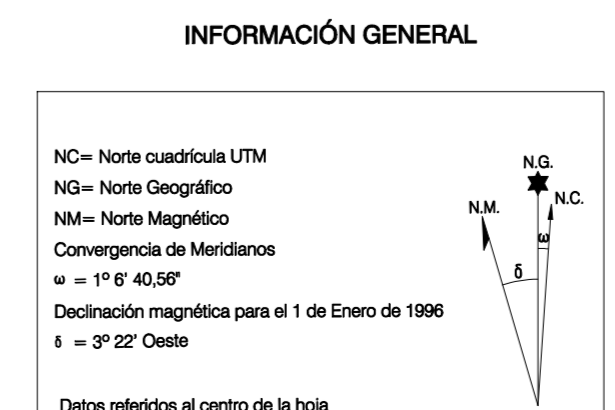 INFORMACIÓN GENERAL
NC= Norte cuadrícula UTM
NG= Norte Geográfico
NM= Norte Magnético
Convergencia de Meridianos
ω = 1º 6' 40,56"
Declinación magnética para el 1 de Enero de 1996
δ = 3º 22' Oeste
Datos referidos al centro de la hoja
N.G.
N.C.
N.M.
ω
δ